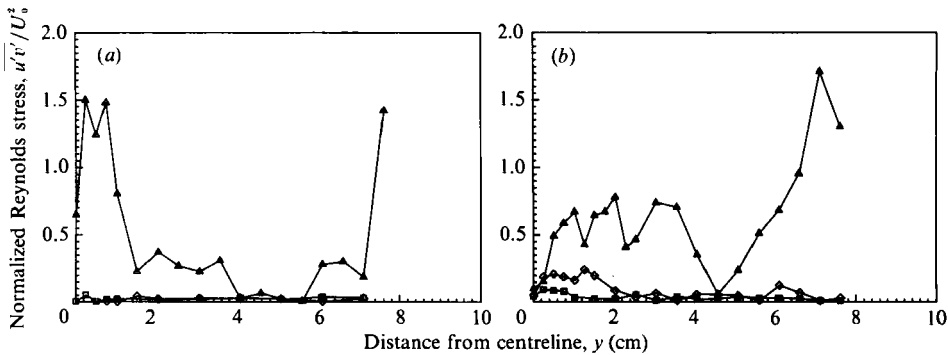 Normalized Reynolds stress, u'v'/U₀²
2.0
(a)
1.5
1.0
0.5
0 2 4 6 8 10
2.0
(b)
1.5
1.0
0.5
0 2 4 6 8 10
Distance from centreline, y (cm)